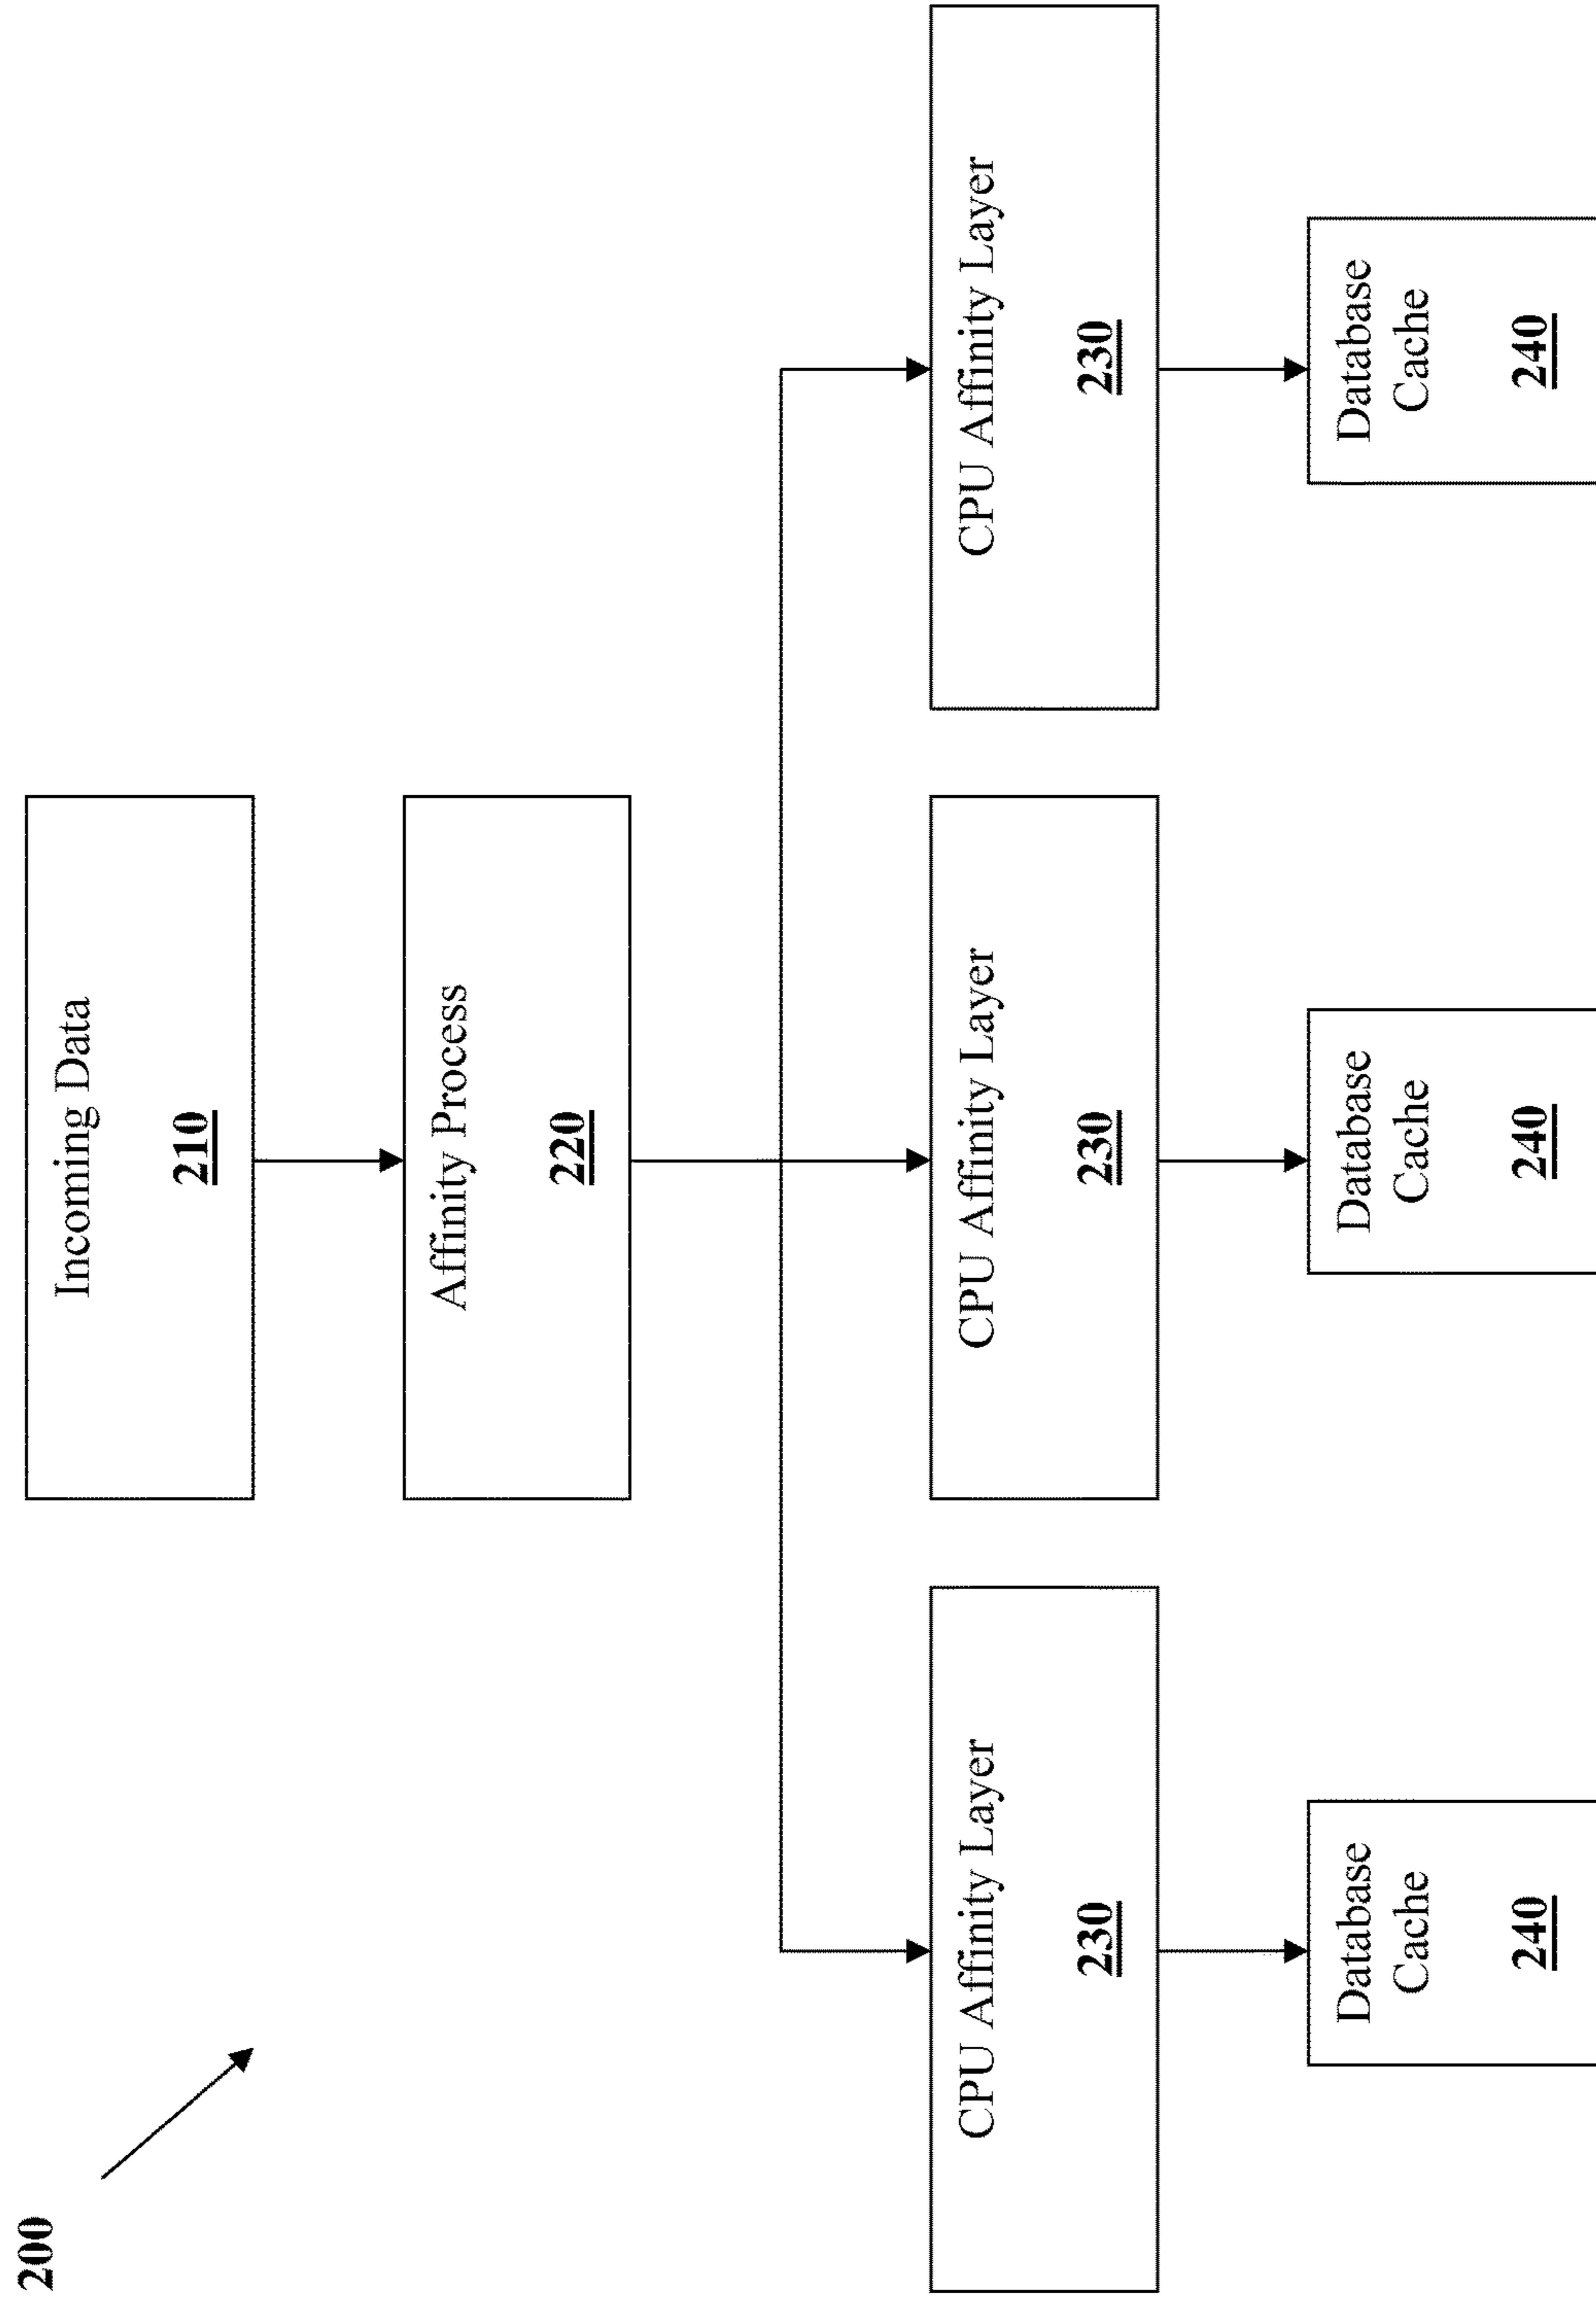 200
Incoming Data
210
Affinity Process
220
CPU Affinity Layer
230
CPU Affinity Layer
230
CPU Affinity Layer
230
Database
Cache
240
Database
Cache
240
Database
Cache
240